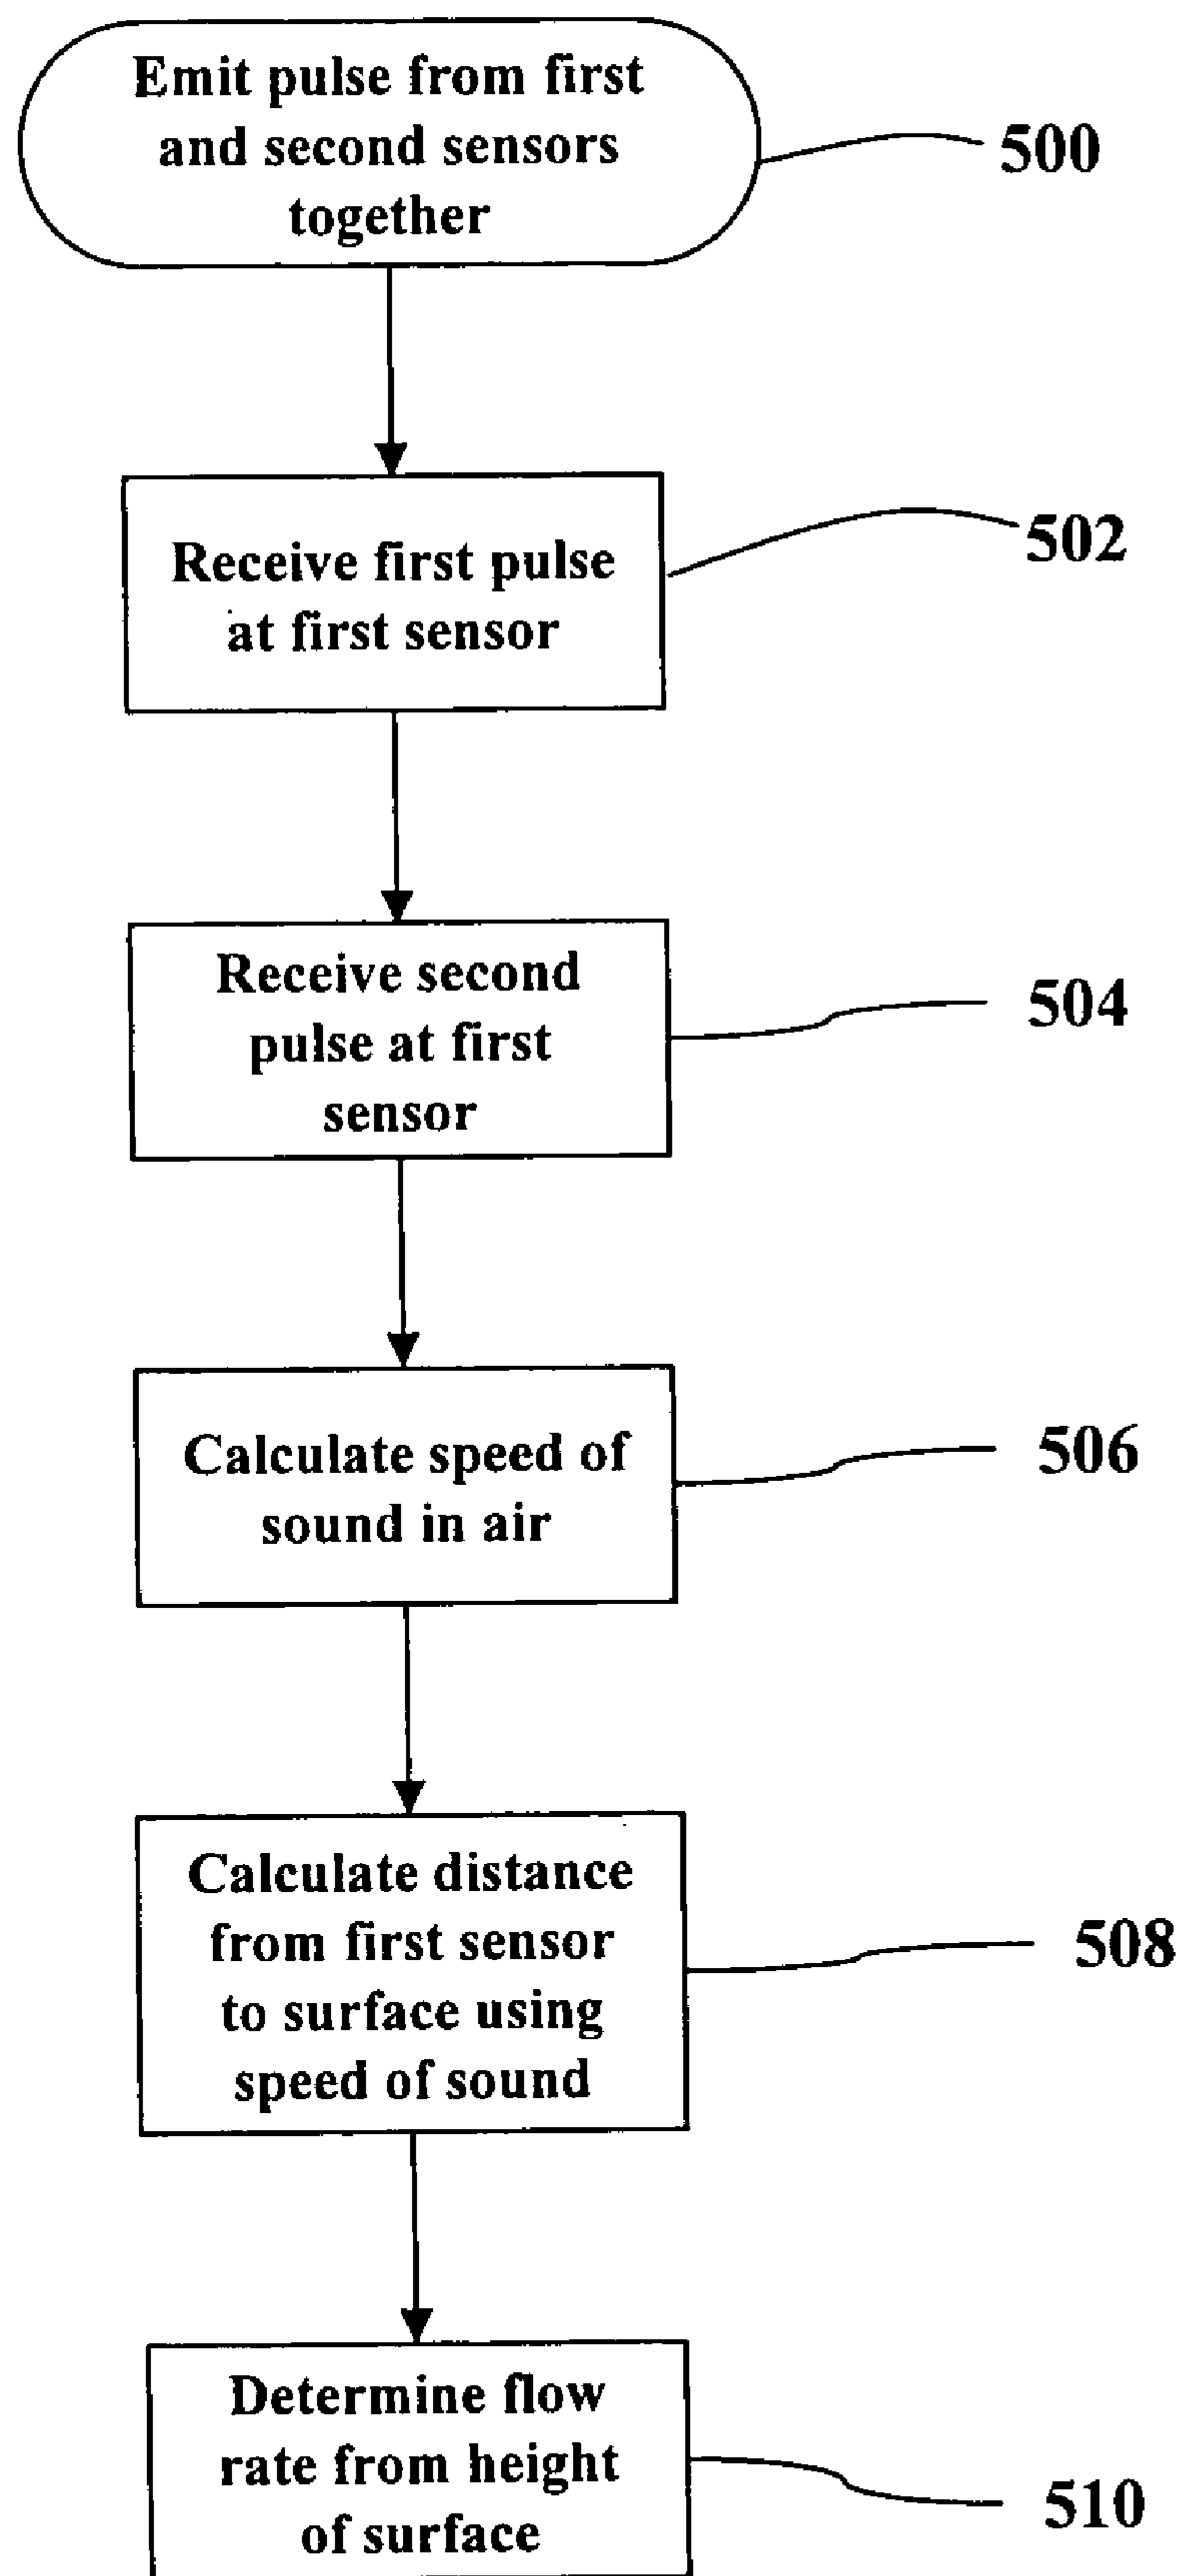 Emit pulse from first
and second sensors
together
500
Receive first pulse
at first sensor
502
Receive second
pulse at first
sensor
504
Calculate speed of
sound in air
506
Calculate distance
from first sensor
to surface using
speed of sound
508
Determine flow
rate from height
of surface
510